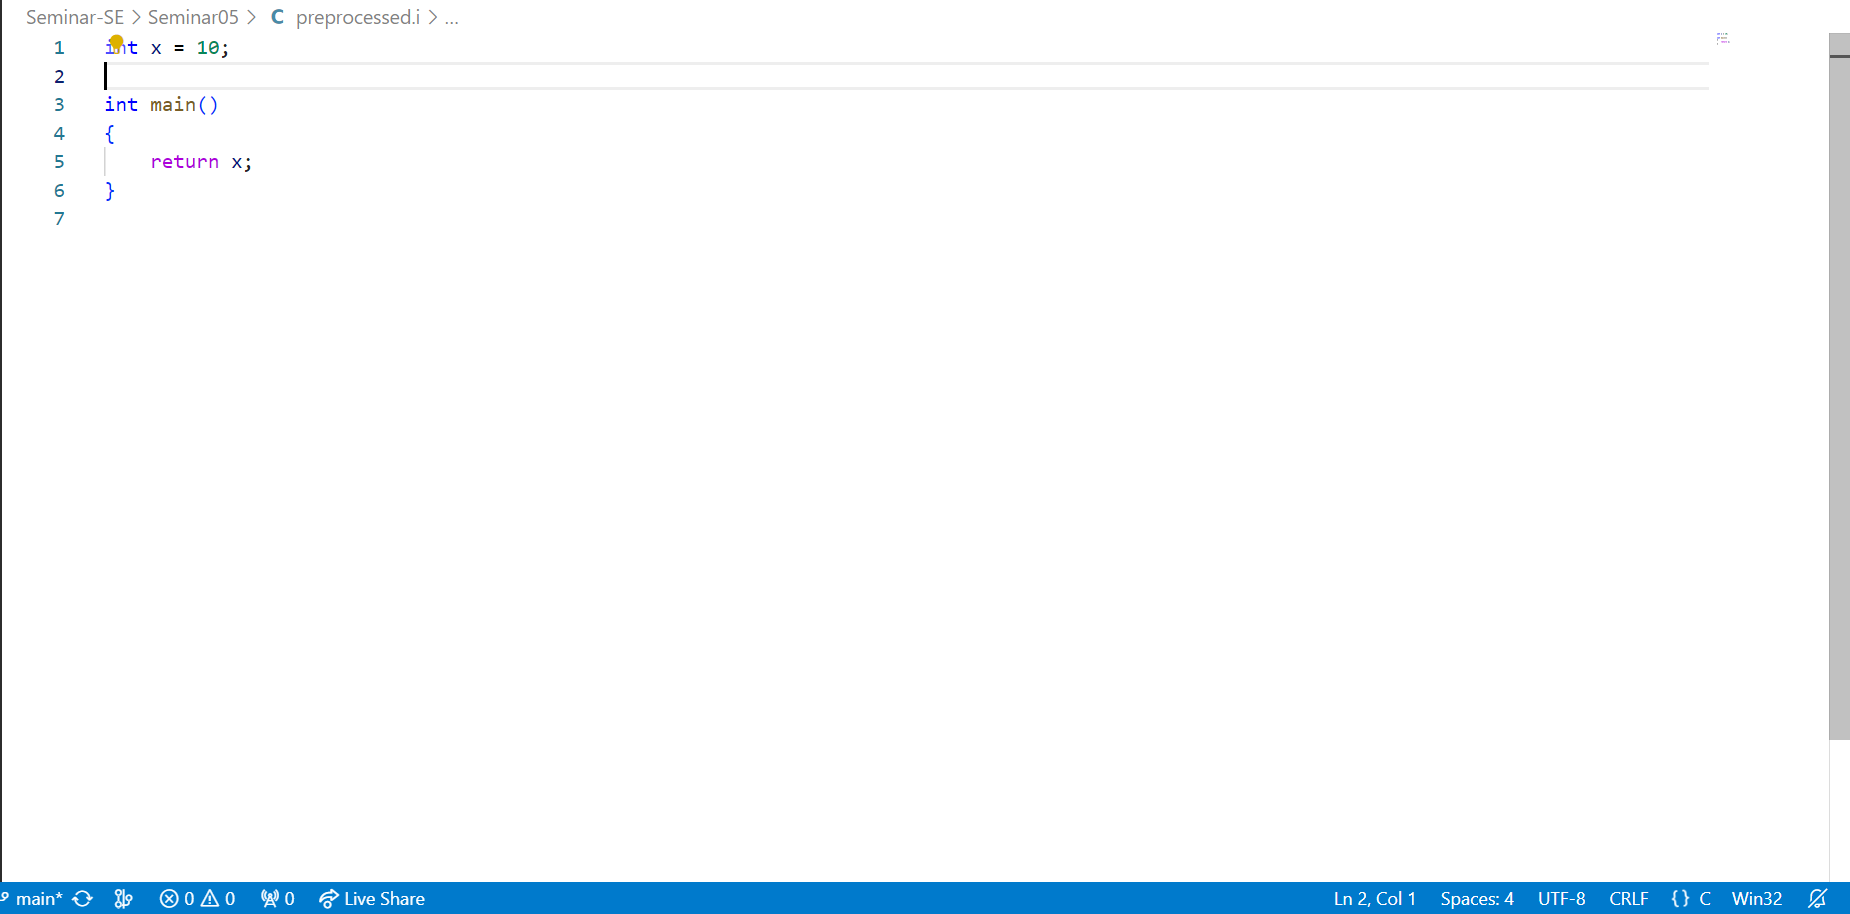 Seminar-SE > Seminar05 > C preprocessed.i > ...
1 int x = 10;
2
3 int main()
4 {
5     return x;
6 }
7
main* 0 0 0 Live Share Ln 2, Col 1 Spaces: 4 UTF-8 CRLF {} C Win32